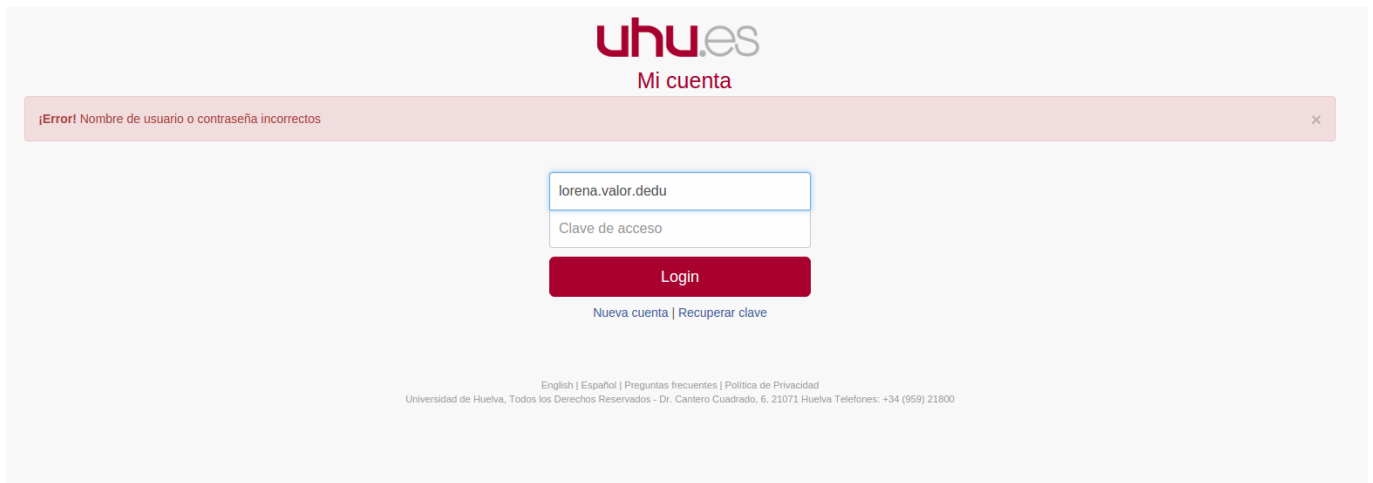 uhu.es
Mi cuenta
¡Error! Nombre de usuario o contraseña incorrectos ×
lorena.valor.dedu
Clave de acceso
Login
Nueva cuenta | Recuperar clave
English | Español | Preguntas frecuentes | Política de Privacidad
Universidad de Huelva, Todos los Derechos Reservados - Dr. Cantero Cuadrado, 6. 21071 Huelva Telefones: +34 (959) 21800